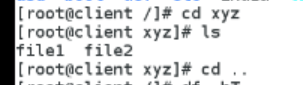 [root@client /]# cd xyz
[root@client xyz]# ls
file1  file2
[root@client xyz]# cd ..